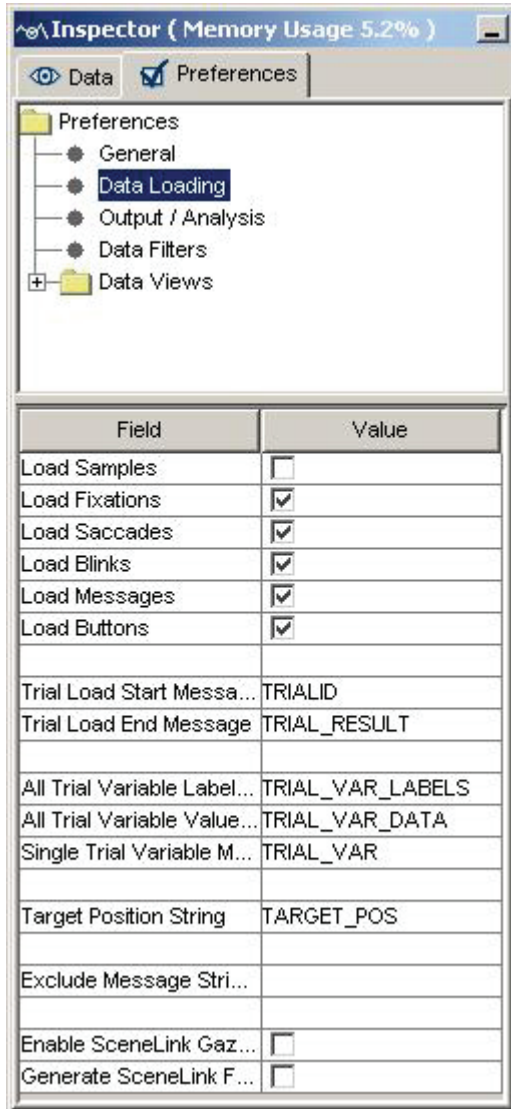 Inspector ( Memory Usage 5.2% )
Data Preferences
Preferences
General
Data Loading
Output / Analysis
Data Filters
Data Views
Field Value
Load Samples
Load Fixations
Load Saccades
Load Blinks
Load Messages
Load Buttons
Trial Load Start Messa... TRIALID
Trial Load End Message TRIAL_RESULT
All Trial Variable Label... TRIAL_VAR_LABELS
All Trial Variable Value... TRIAL_VAR_DATA
Single Trial Variable M... TRIAL_VAR
Target Position String TARGET_POS
Exclude Message Stri...
Enable SceneLink Gaz...
Generate SceneLink F...